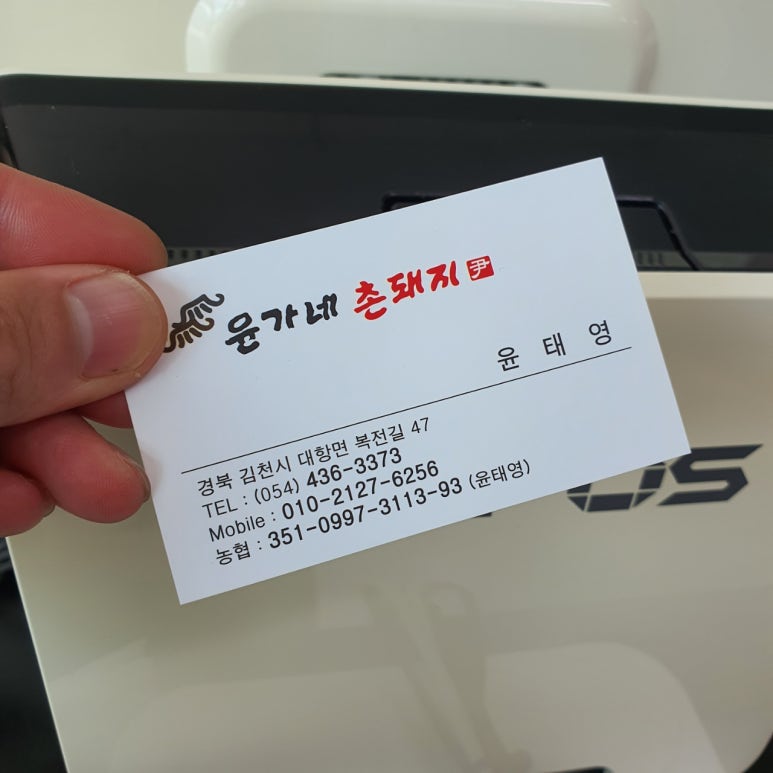 윤가네 촌돼지 尹
윤 태 영
경북 김천시 대항면 복전길 47
TEL : (054) 436-3373
Mobile : 010-2127-6256
농협 : 351-0997-3113-93 (윤태영)
OS